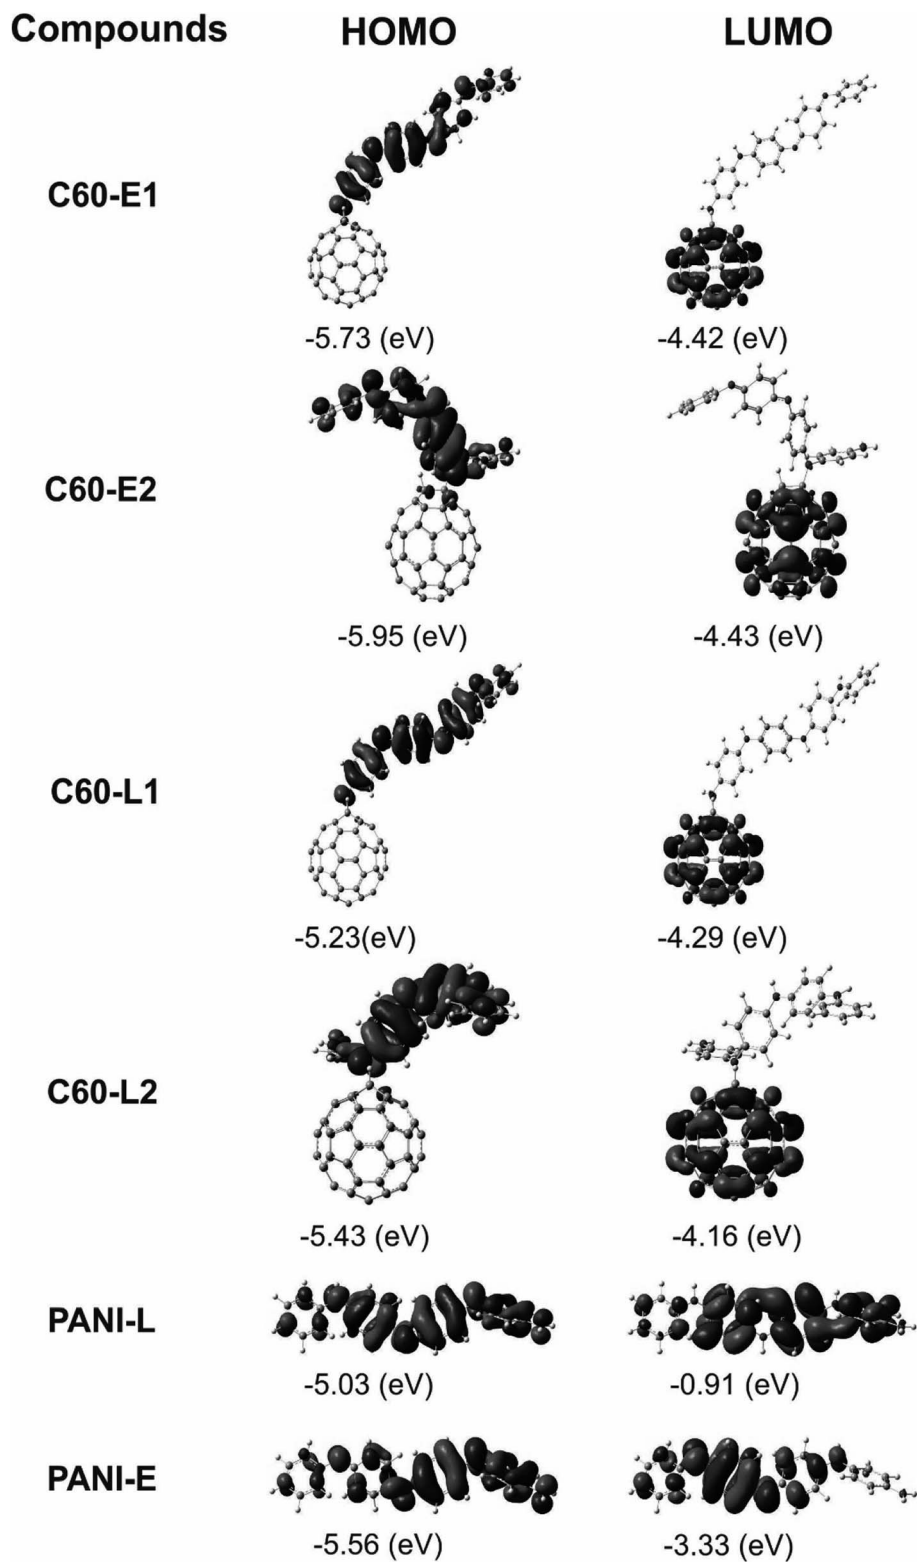 Compounds HOMO LUMO
C60-E1
-5.73 (eV) -4.42 (eV)
C60-E2
-5.95 (eV) -4.43 (eV)
C60-L1
-5.23(eV) -4.29 (eV)
C60-L2
-5.43 (eV) -4.16 (eV)
PANI-L
-5.03 (eV) -0.91 (eV)
PANI-E
-5.56 (eV) -3.33 (eV)